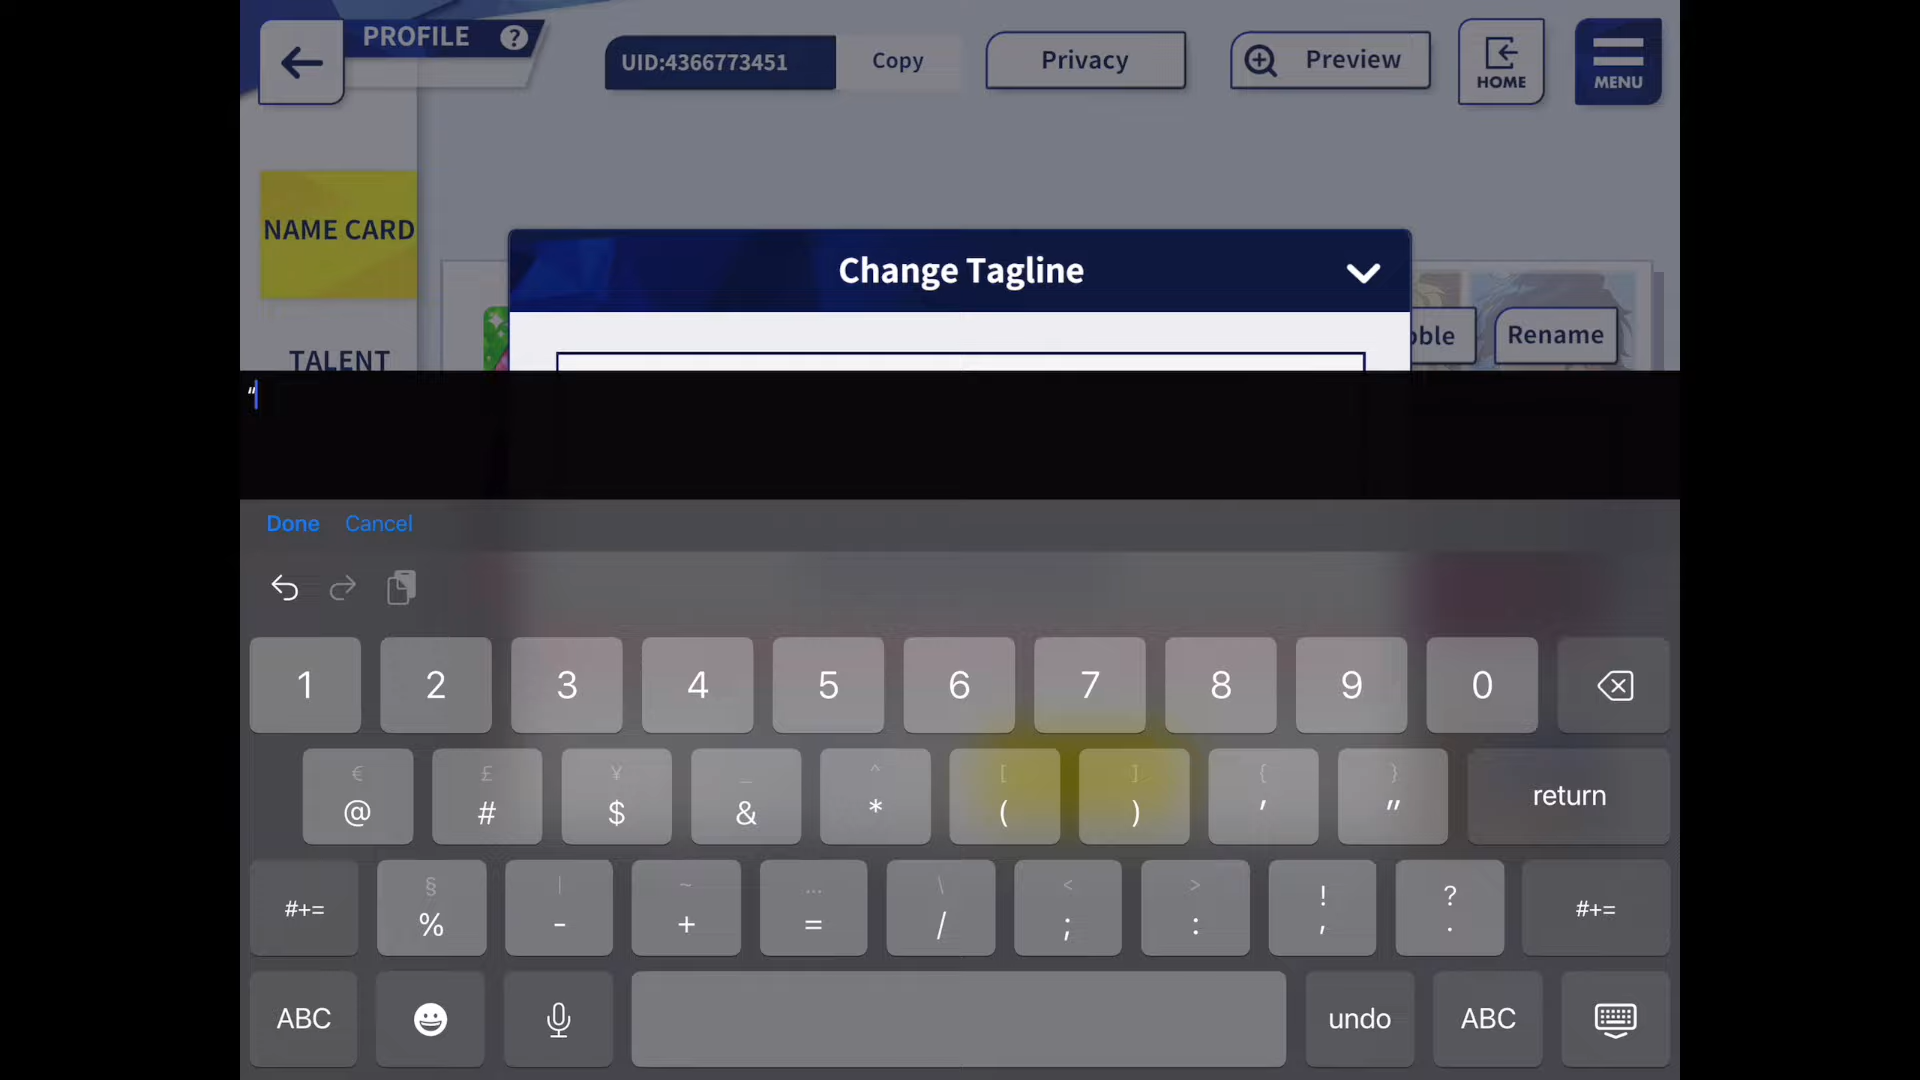 PROFILE ?
UID:4366773451 Copy Privacy Preview HOME MENU
NAME CARD
Change Tagline
Rename
TALENT
“
Done Cancel
1 2 3 4 5 6 7 8 9 0
€ £ ¥ _ ^ [ ] { }
@ # $ & * ( ) ' " return
§ | ~ … \ < > ! ?
#+= % - + = / ; : , . #+=
ABC undo ABC